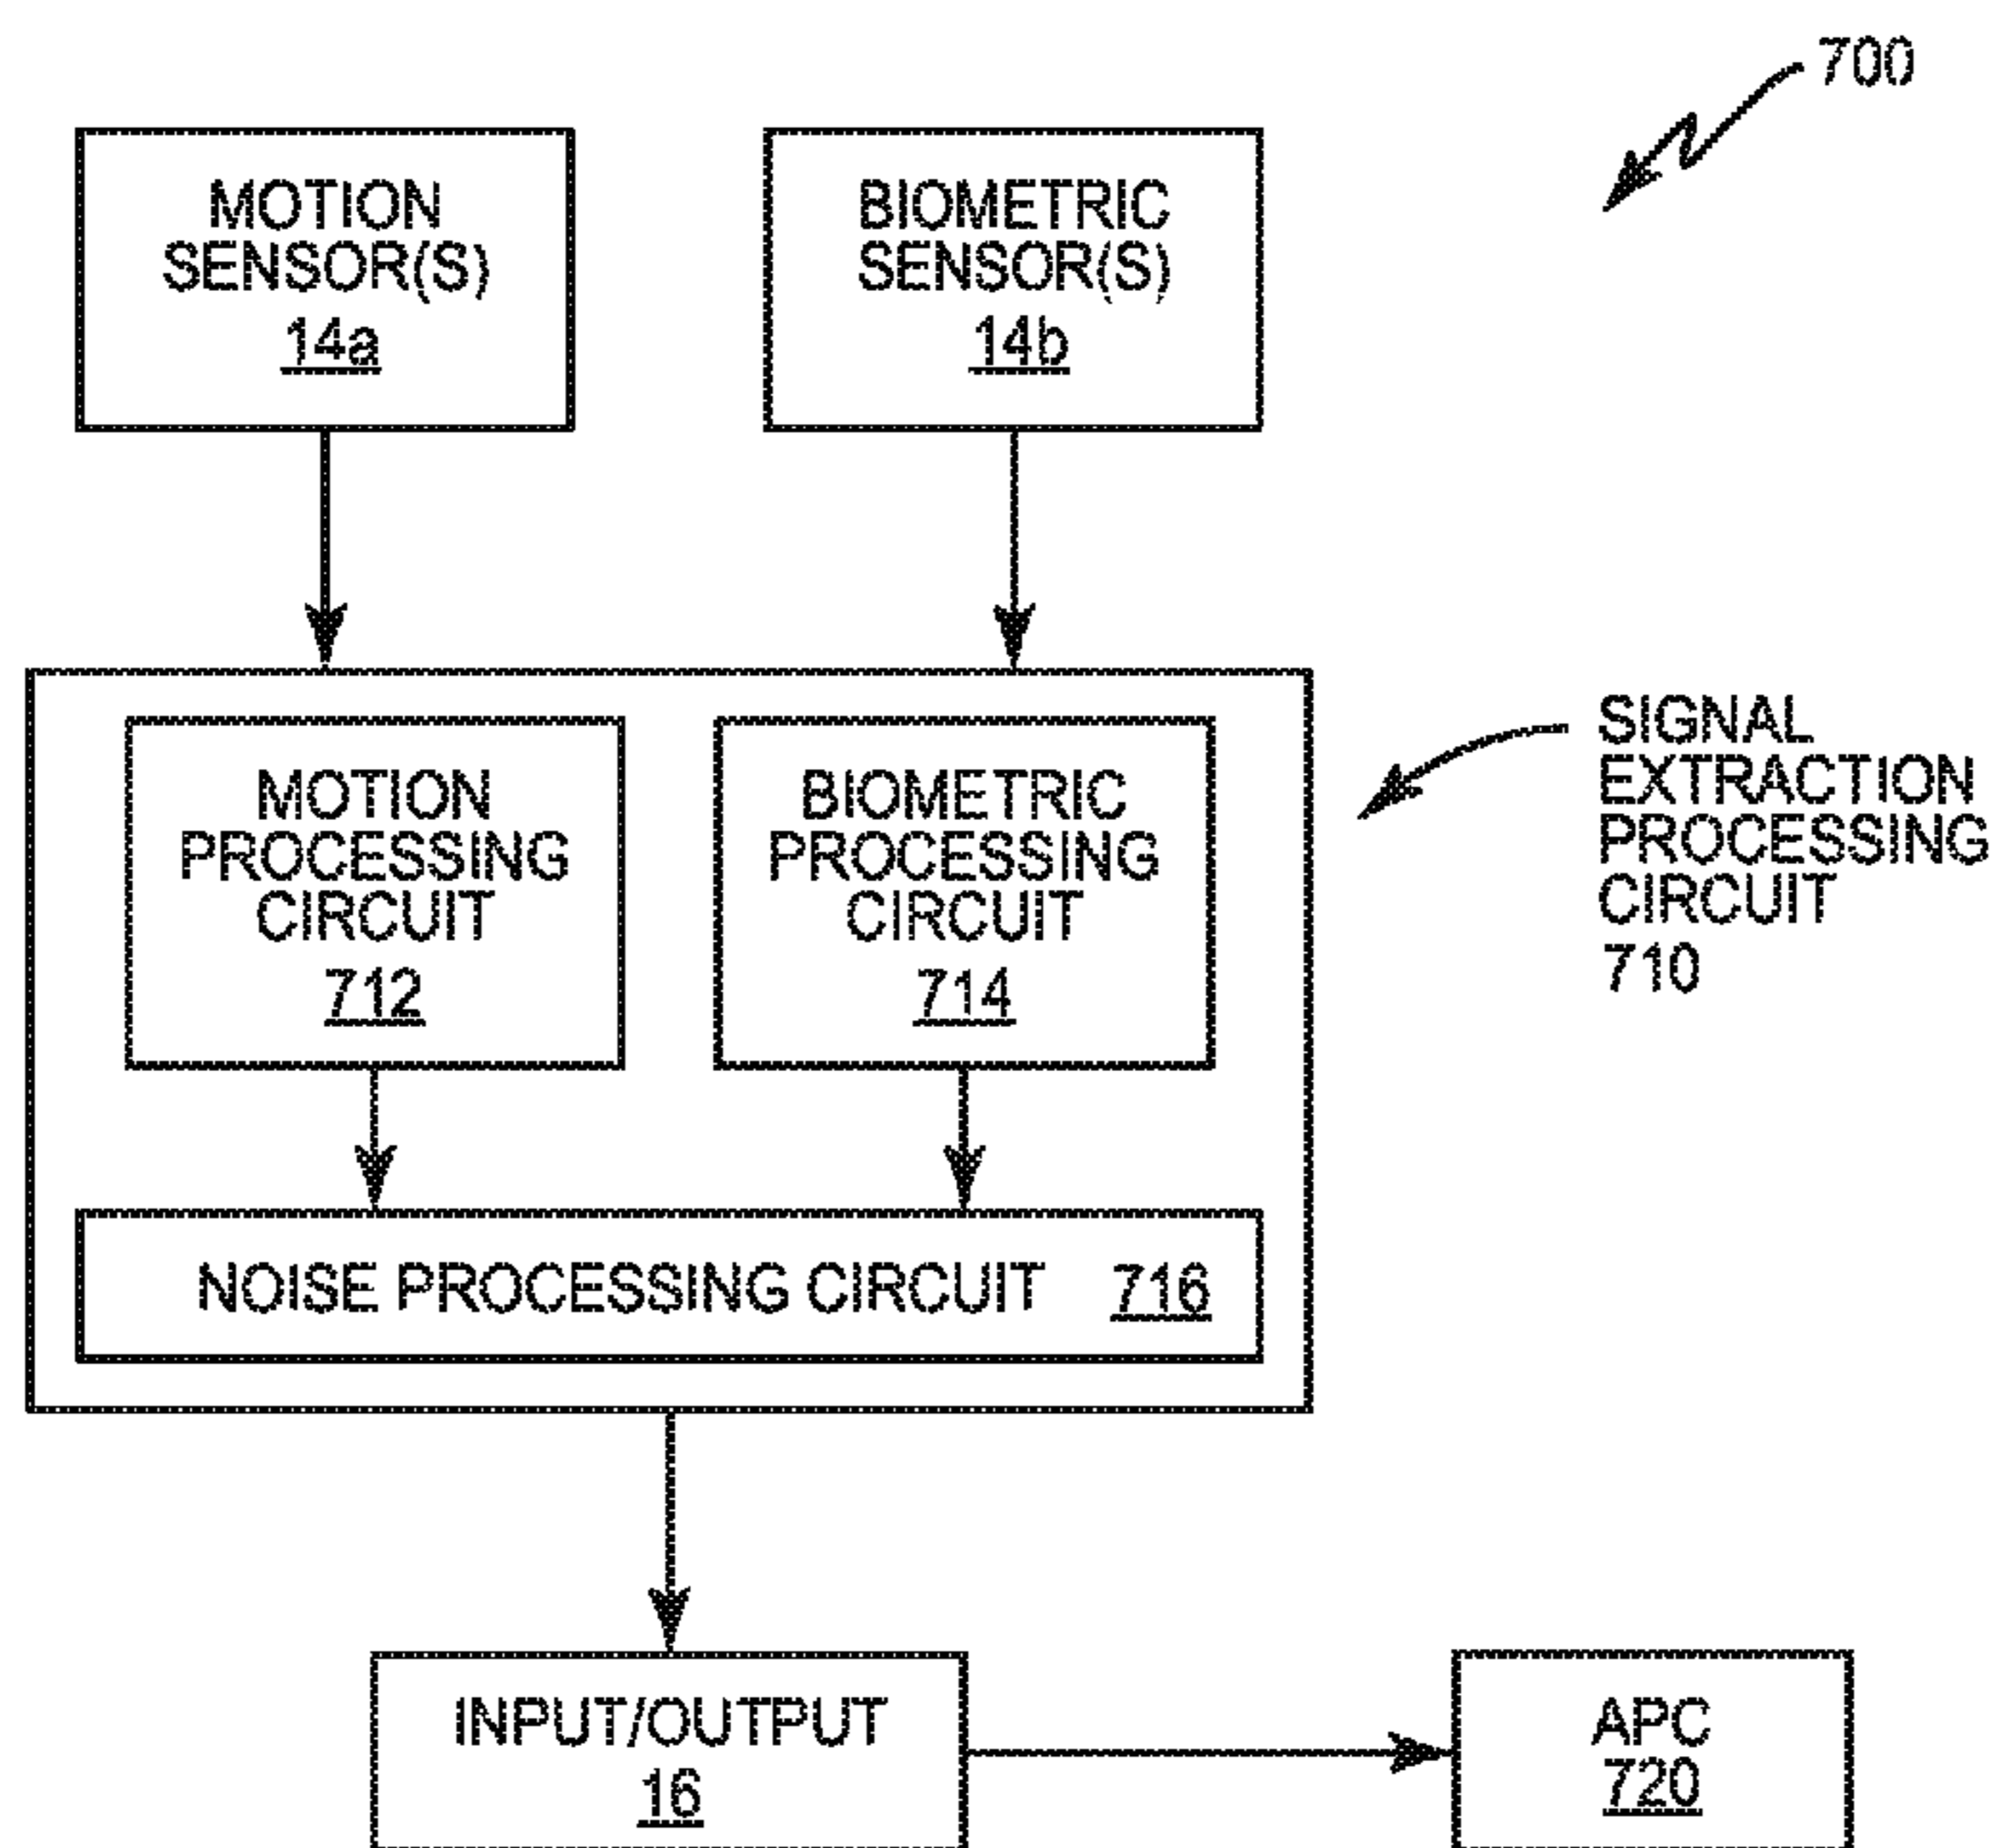 700
MOTION
SENSOR(S)
14a
BIOMETRIC
SENSOR(S)
14b
MOTION
PROCESSING
CIRCUIT
712
BIOMETRIC
PROCESSING
CIRCUIT
714
SIGNAL
EXTRACTION
PROCESSING
CIRCUIT
710
NOISE PROCESSING CIRCUIT 716
INPUT/OUTPUT
16
APC
720